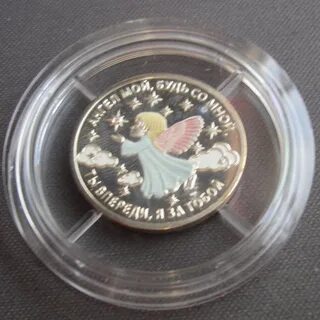 АНГЕЛ МОЙ, БУДЬ СО МНОЙ,
ТЫ ВПЕРЕДИ, Я ЗА ТОБОЙ